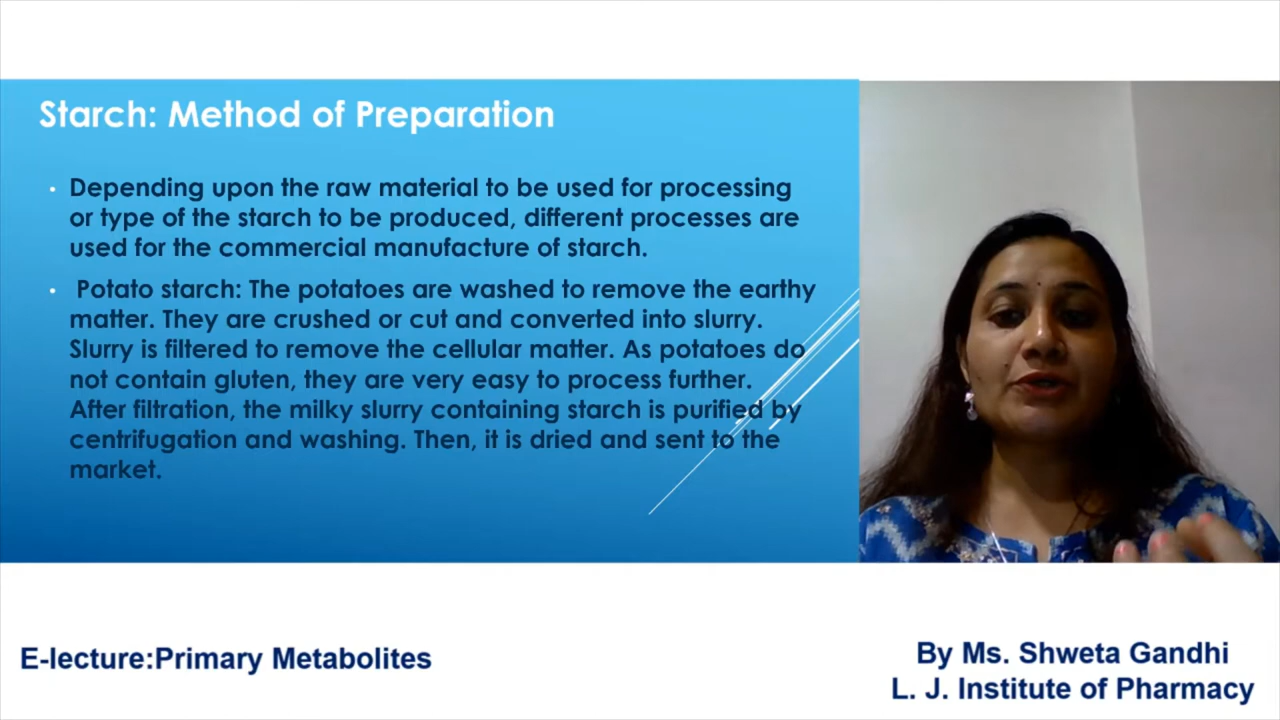 Starch: Method of Preparation
• Depending upon the raw material to be used for processing
or type of the starch to be produced, different processes are
used for the commercial manufacture of starch.
• Potato starch: The potatoes are washed to remove the earthy
matter. They are crushed or cut and converted into slurry.
Slurry is filtered to remove the cellular matter. As potatoes do
not contain gluten, they are very easy to process further.
After filtration, the milky slurry containing starch is purified by
centrifugation and washing. Then, it is dried and sent to the
market.
E-lecture:Primary Metabolites
By Ms. Shweta Gandhi
L. J. Institute of Pharmacy